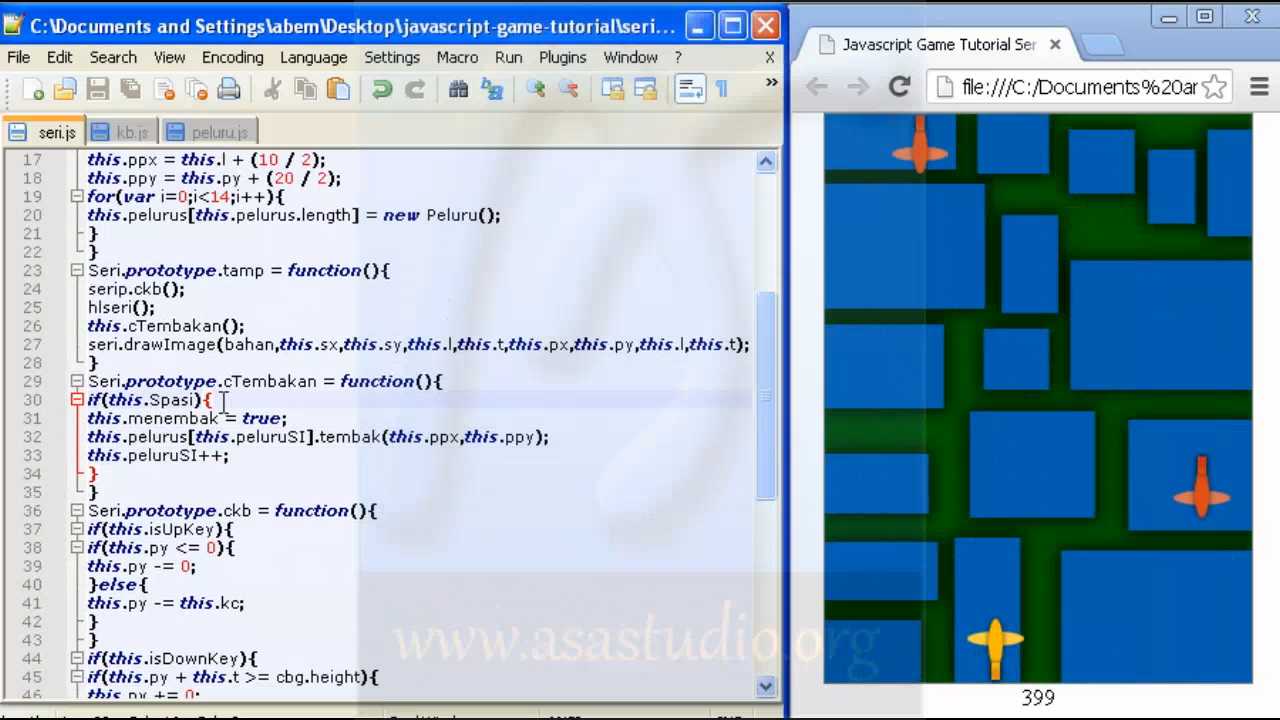 C:\Documents and Settings\abem\Desktop\javascript-game-tutorial\seri...
File Edit Search View Encoding Language Settings Macro Run Plugins Window ? X
seri.js kb.js peluru.js
17 this.ppx = this.l + (10 / 2);
18 this.ppy = this.py + (20 / 2);
19 for(var i=0;i<14;i++){
20 this.pelurus[this.pelurus.length] = new Peluru();
21 }
22 }
23 Seri.prototype.tamp = function(){
24 serip.ckb();
25 hlseri();
26 this.cTembakan();
27 seri.drawImage(bahan,this.sx,this.sy,this.l,this.t,this.px,this.py,this.l,this.t);
28 }
29 Seri.prototype.cTembakan = function(){
30 if(this.Spasi){
31 this.menembak = true;
32 this.pelurus[this.peluruSI].tembak(this.ppx,this.ppy);
33 this.peluruSI++;
34 }
35 }
36 Seri.prototype.ckb = function(){
37 if(this.isUpKey){
38 if(this.py <= 0){
39 this.py -= 0;
40 }else{
41 this.py -= this.kc;
42 }
43 }
44 if(this.isDownKey){
45 if(this.py + this.t >= cbg.height){
46 this.py += 0;
www.asastudio.org
Javascript Game Tutorial Ser
file:///C:/Documents%20ar
399